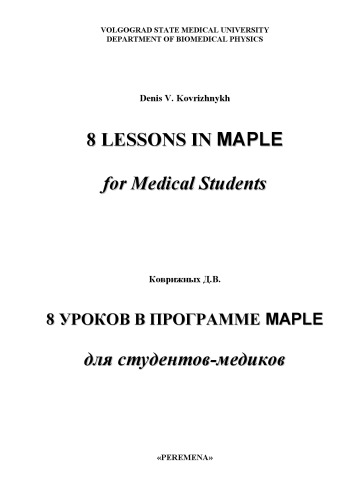 VOLGOGRAD STATE MEDICAL UNIVERSITY
DEPARTMENT OF BIOMEDICAL PHYSICS
Denis V. Kovrizhnykh
8 LESSONS IN MAPLE
for Medical Students
Коврижных Д.В.
8 УРОКОВ В ПРОГРАММЕ MAPLE
для студентов-медиков
«PEREMENA»